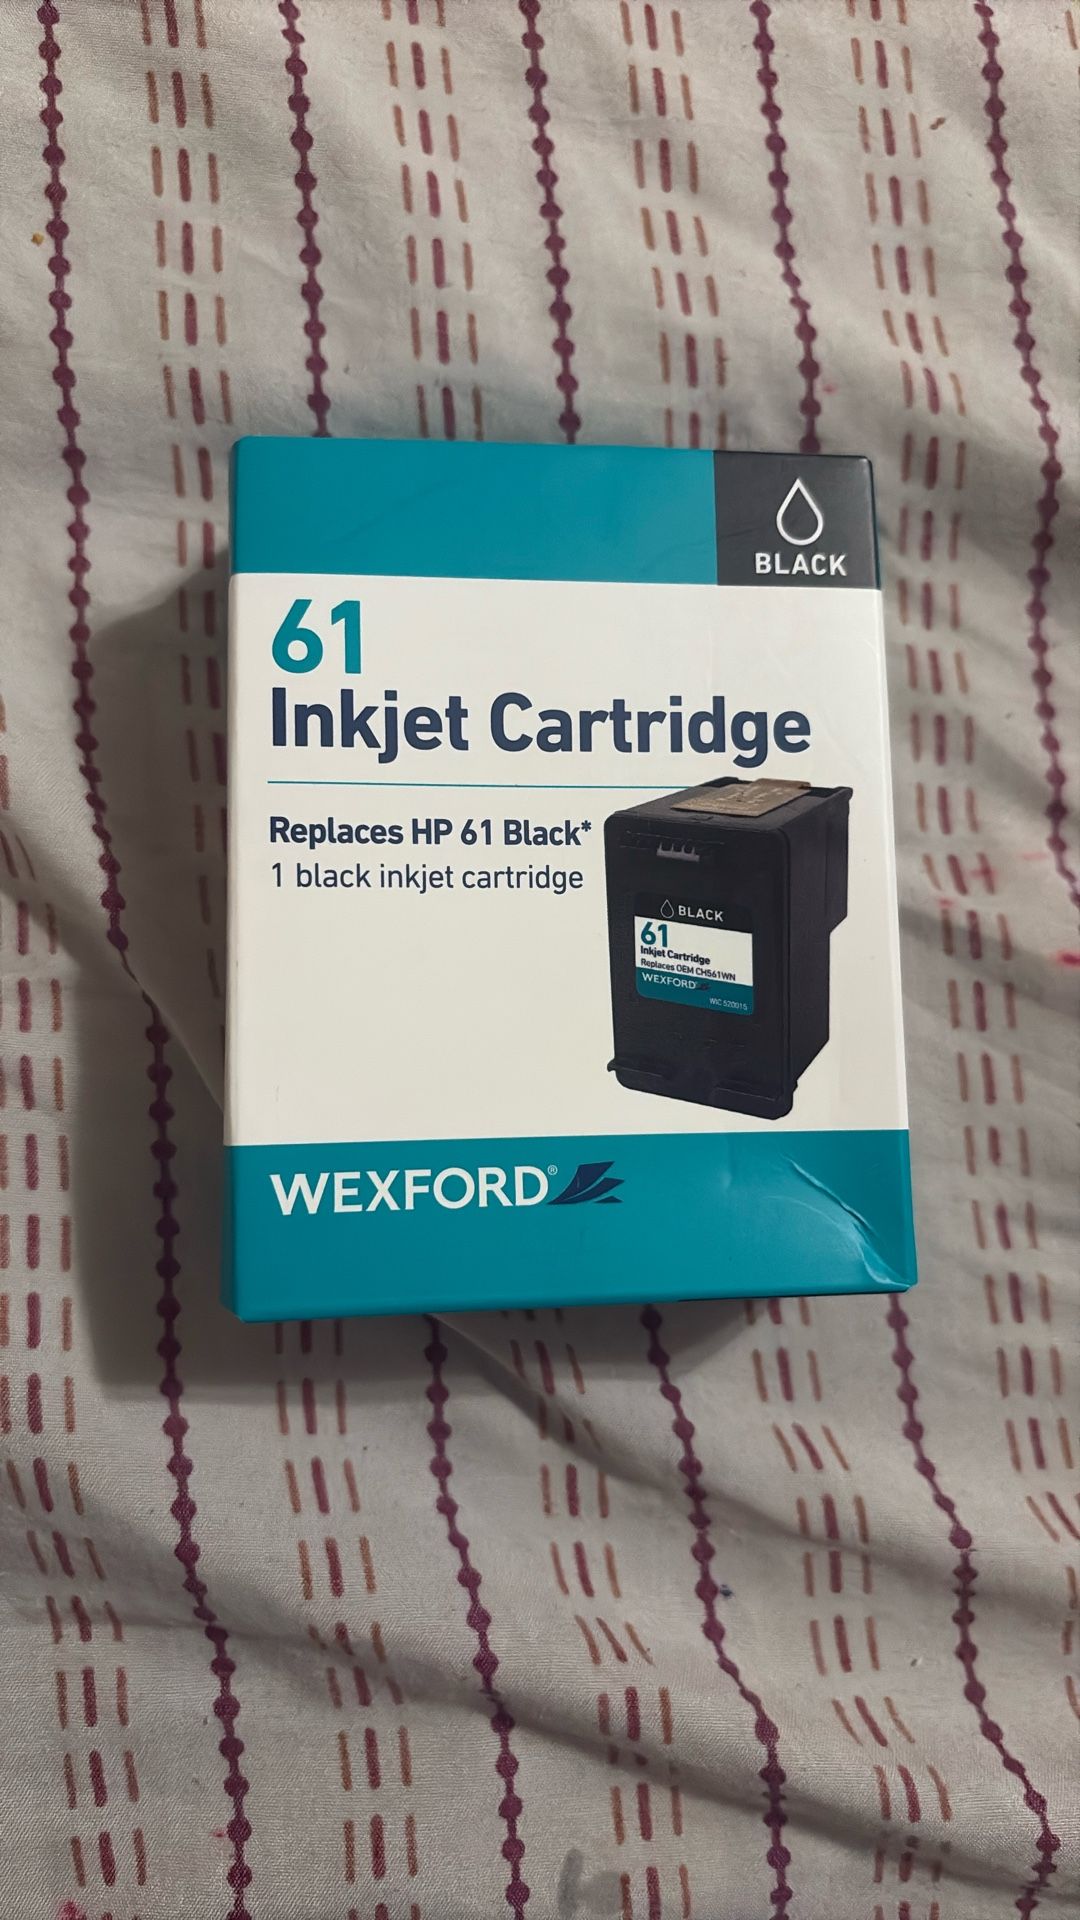 BLACK
61
Inkjet Cartridge
Replaces HP 61 Black*
1 black inkjet cartridge
BLACK
61
Inkjet Cartridge
Replaces OEM CH561WN
WEXFORD
WIC 520015
WEXFORD®